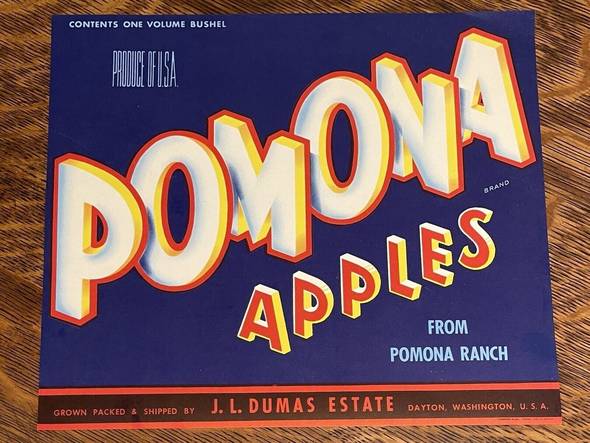 CONTENTS ONE VOLUME BUSHEL
PRODUCE OF U.S.A.
POMONA
BRAND
APPLES
FROM
POMONA RANCH
GROWN PACKED & SHIPPED BY J. L. DUMAS ESTATE DAYTON, WASHINGTON, U. S. A.